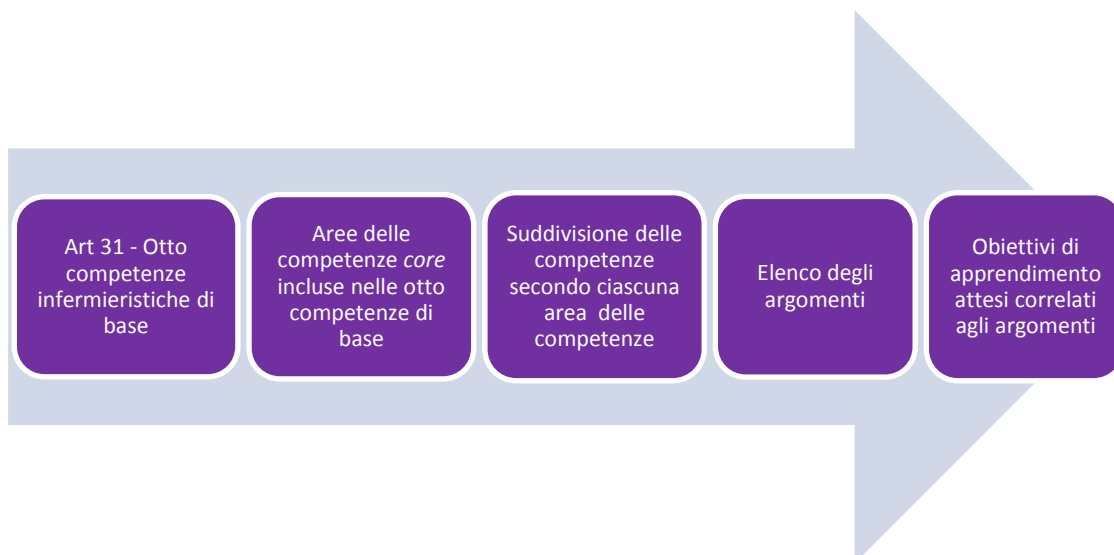 Art 31 - Otto
competenze
infermieristiche di
base
Aree delle
competenze core
incluse nelle otto
competenze di
base
Suddivisione delle
competenze
secondo ciascuna
area delle
competenze
Elenco degli
argomenti
Obiettivi di
apprendimento
attesi correlati
agli argomenti